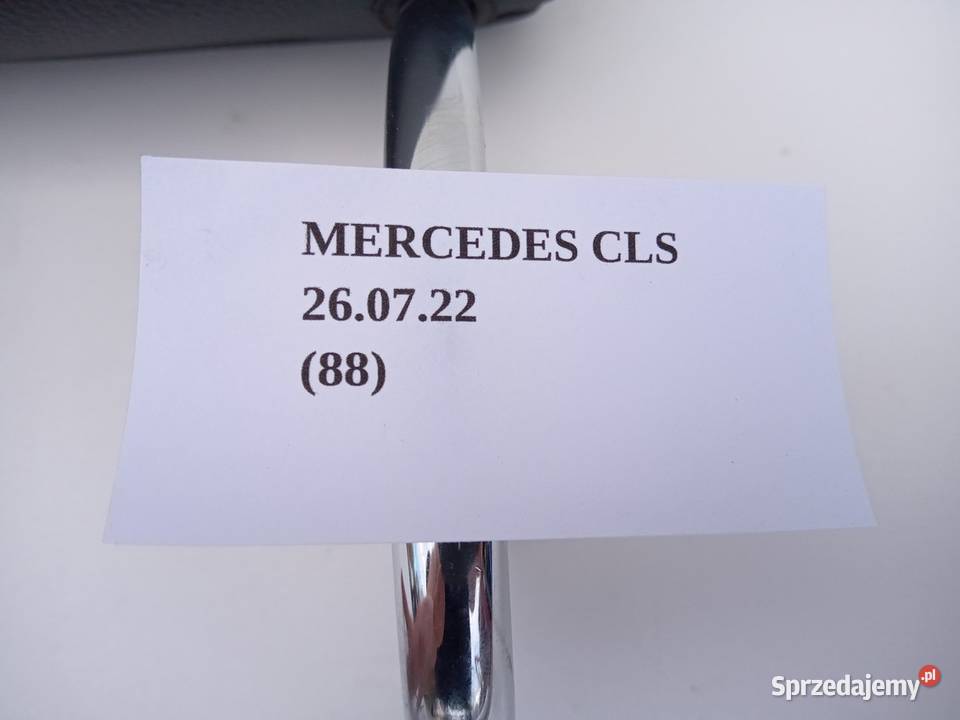 MERCEDES CLS
26.07.22
(88)
Sprzedajemy.pl